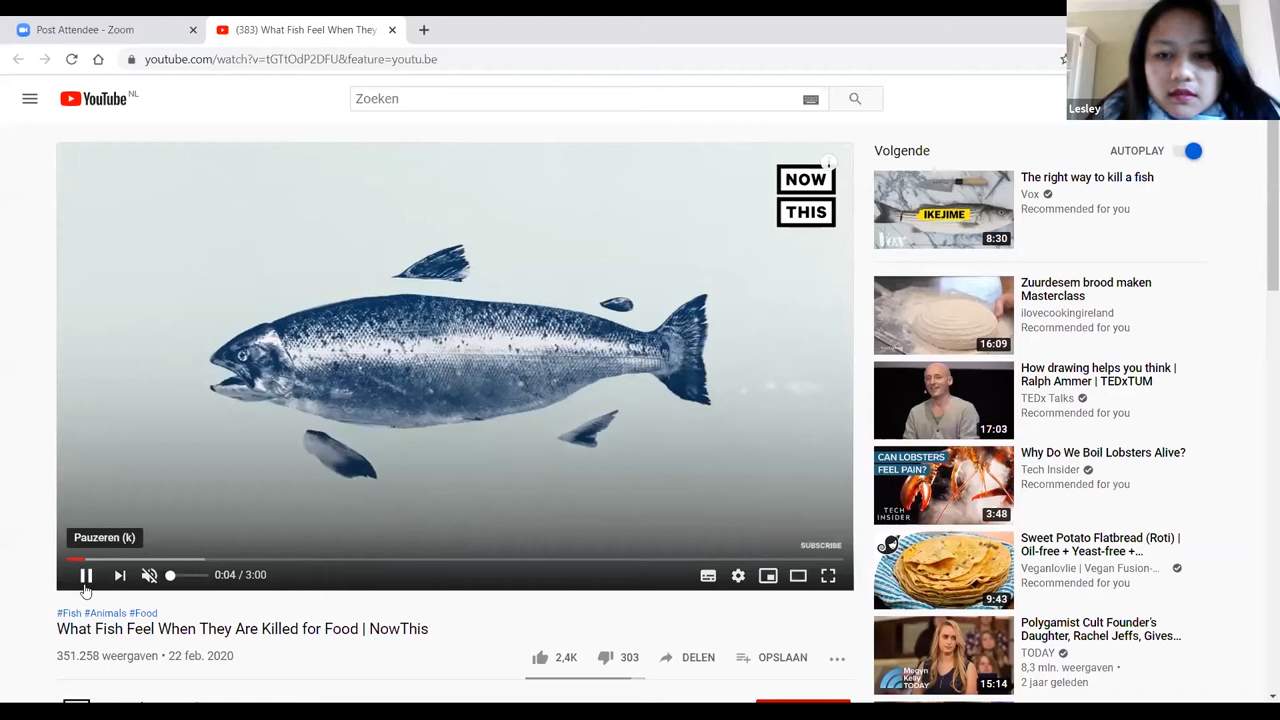 Post Attendee - Zoom
(383) What Fish Feel When They
youtube.com/watch?v=tGTtOdP2DFU&feature=youtu.be
Lesley
YouTube NL
Zoeken
NOW
THIS
SUBSCRIBE
Pauzeren (k)
0:04 / 3:00
#Fish #Animals #Food
What Fish Feel When They Are Killed for Food | NowThis
351.258 weergaven • 22 feb. 2020
2,4K
303
DELEN
OPSLAAN
Volgende
AUTOPLAY
IKEJIME
Vox
8:30
The right way to kill a fish
Vox
Recommended for you
16:09
Zuurdesem brood maken
Masterclass
ilovecookingireland
Recommended for you
17:03
How drawing helps you think |
Ralph Ammer | TEDxTUM
TEDx Talks
Recommended for you
CAN LOBSTERS
FEEL PAIN?
TECH
INSIDER
3:48
Why Do We Boil Lobsters Alive?
Tech Insider
Recommended for you
9:43
Sweet Potato Flatbread (Roti) |
Oil-free + Yeast-free +...
Veganlovlie | Vegan Fusion-...
Recommended for you
Megyn
Kelly
TODAY
15:14
Polygamist Cult Founder's
Daughter, Rachel Jeffs, Gives...
TODAY
8,3 mln. weergaven •
2 jaar geleden